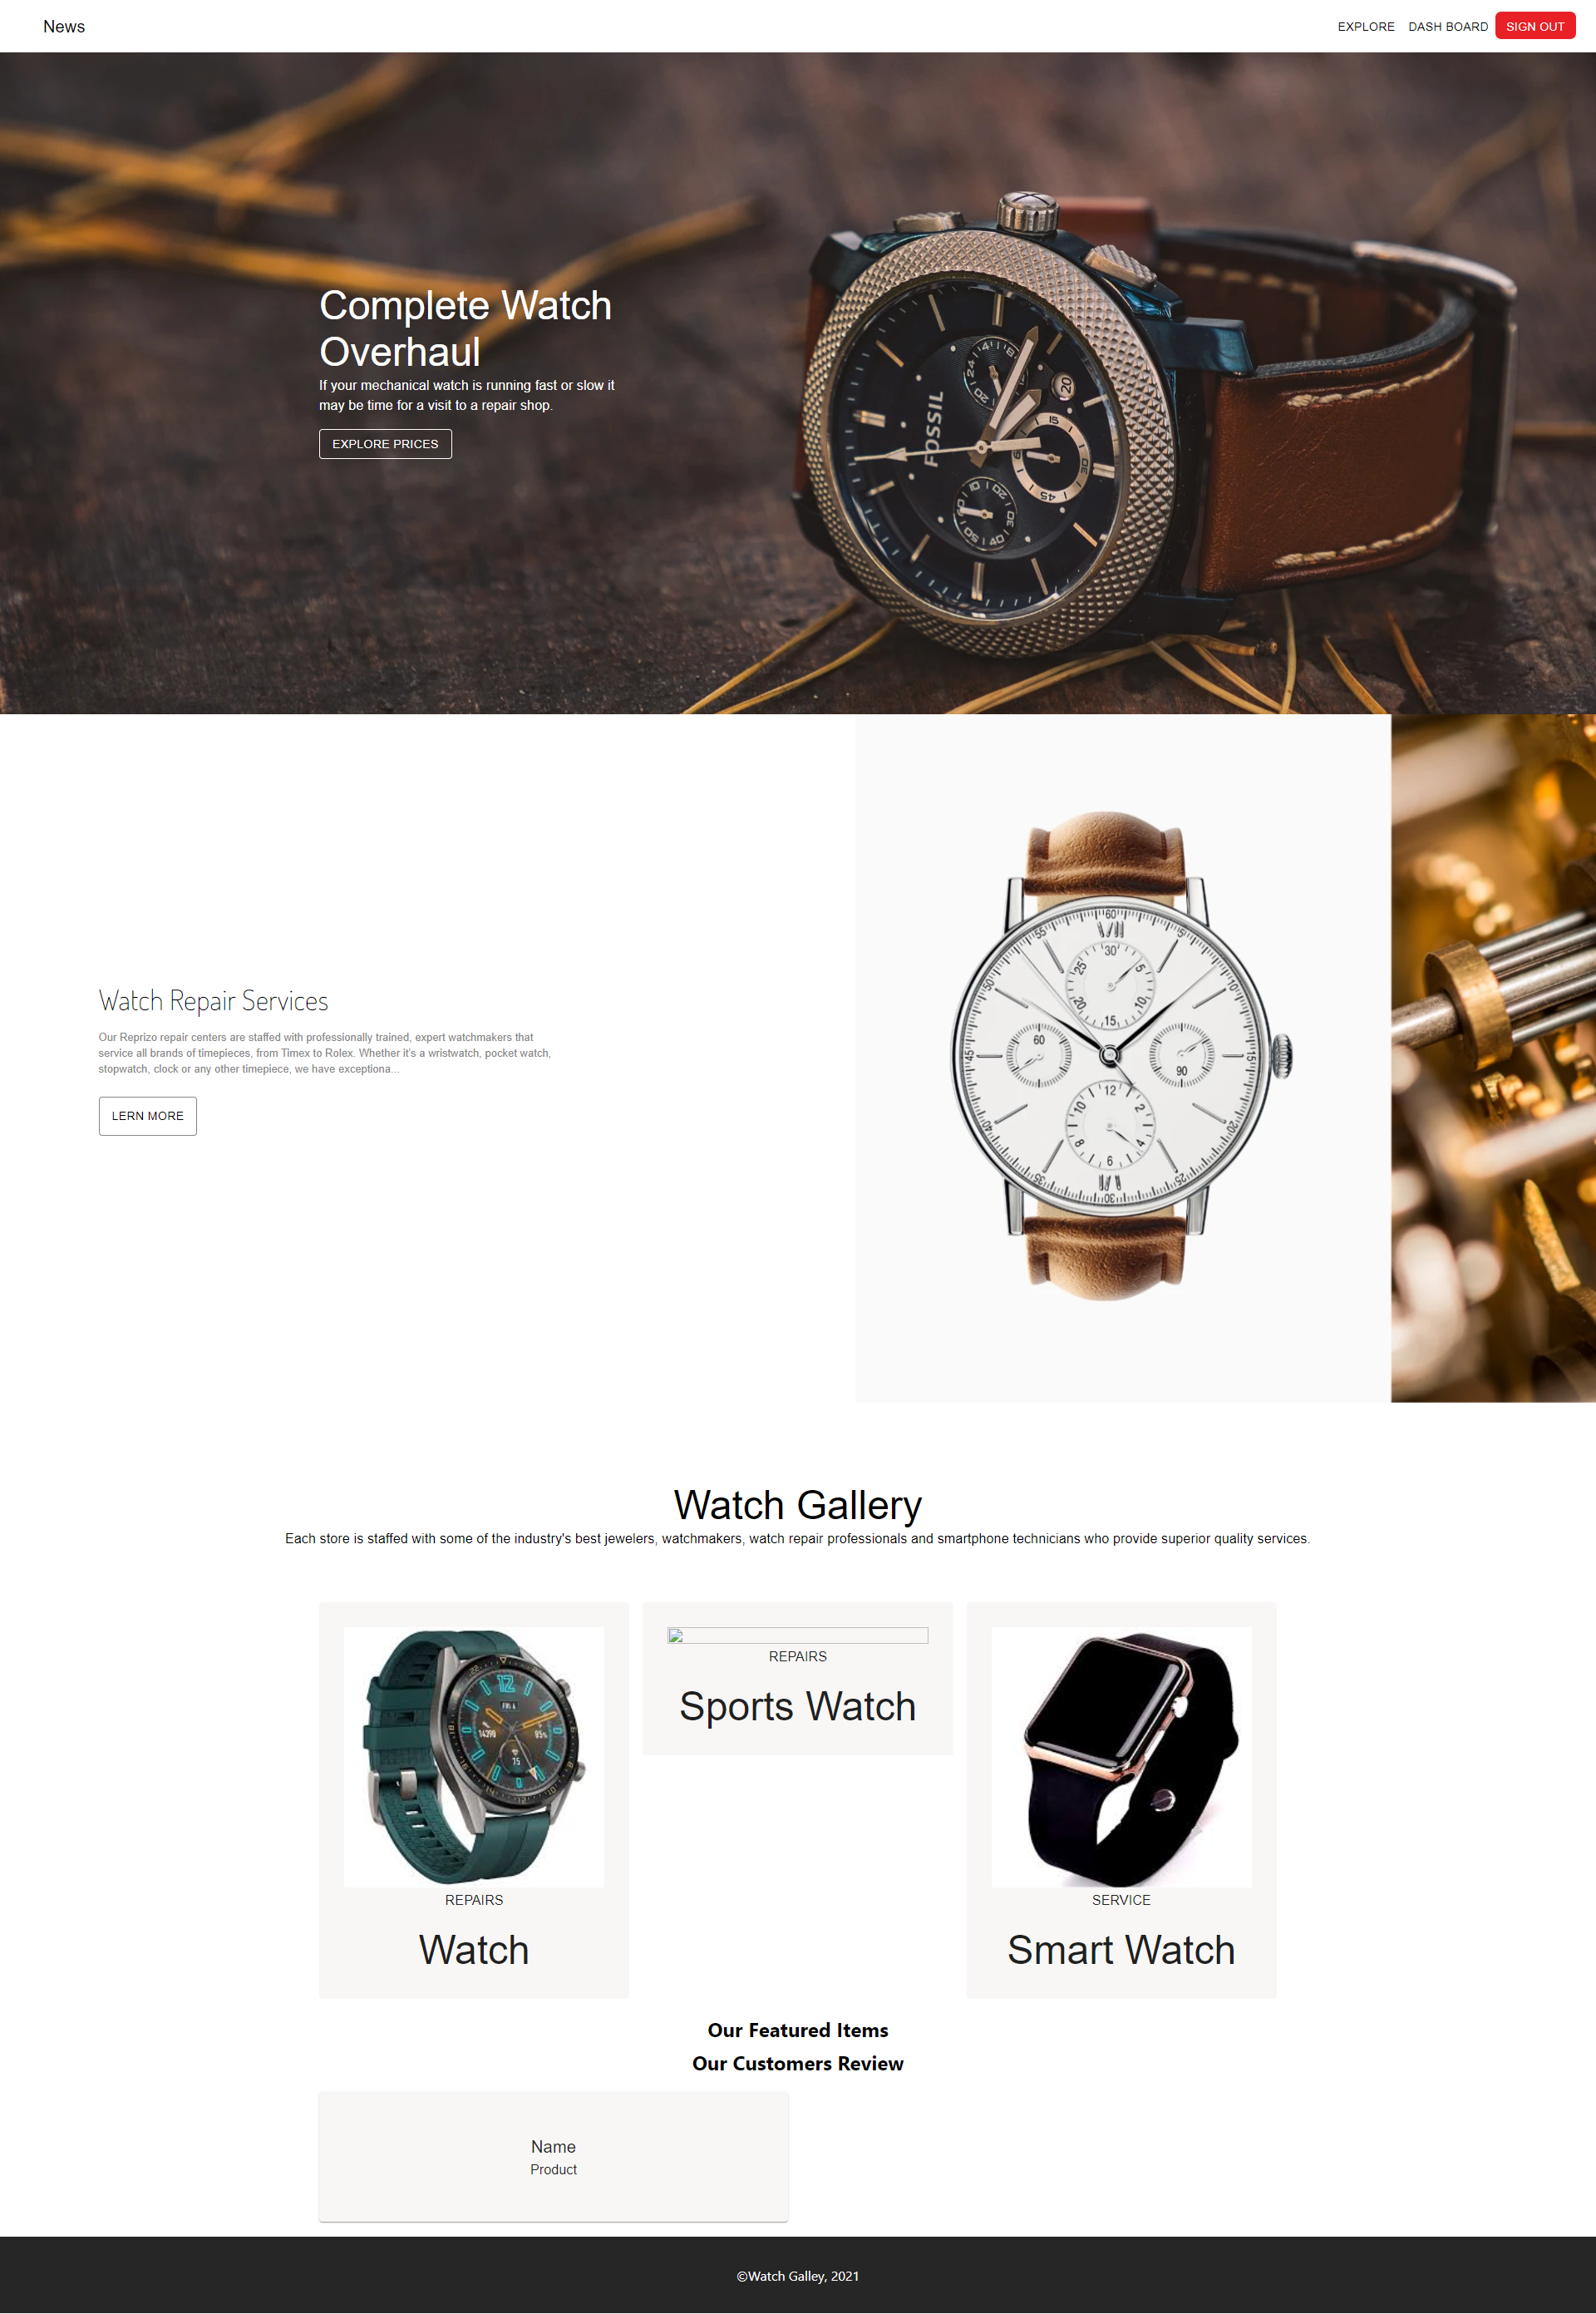 News
EXPLORE DASH BOARD SIGN OUT
Complete Watch
Overhaul
If your mechanical watch is running fast or slow it
may be time for a visit to a repair shop.
EXPLORE PRICES
FOSSIL
20
Watch Repair Services
Our Reprizo repair centers are staffed with professionally trained, expert watchmakers that
service all brands of timepieces, from Timex to Rolex. Whether it's a wristwatch, pocket watch,
stopwatch, clock or any other timepiece, we have exceptiona...
LERN MORE
Watch Gallery
Each store is staffed with some of the industry's best jewelers, watchmakers, watch repair professionals and smartphone technicians who provide superior quality services.
REPAIRS
Watch
REPAIRS
Sports Watch
SERVICE
Smart Watch
Our Featured Items
Our Customers Review
Name
Product
©Watch Galley, 2021